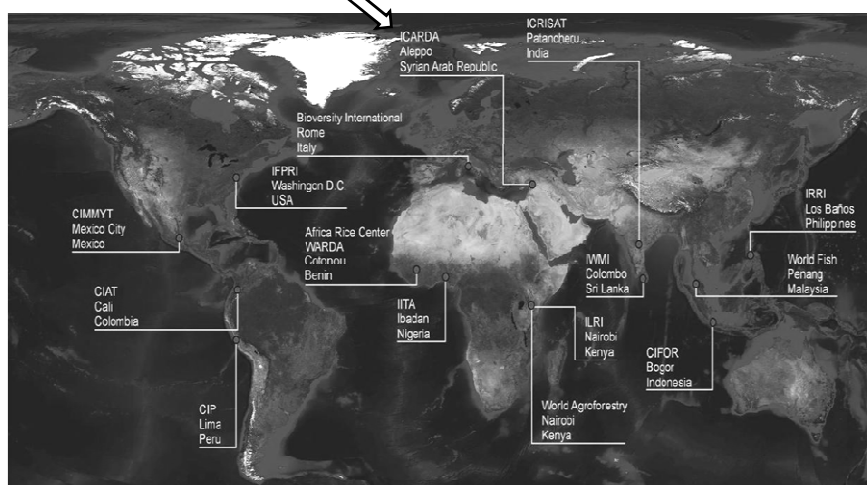 ICARDA
Aleppo
Syrian Arab Republic
ICRISAT
Patancheru
India
Bioversity International
Rome
Italy
IFPRI
Washingon D.C
USA
CIMMYT
Mexico City
Mexico
Africa Rice Center
WARDA
Cotonou
Benin
IRRI
Los Baños
Philippines
IWMI
Colombo
Sri Lanka
World Fish
Penang
Malaysia
CIAT
Cali
Colombia
IITA
Ibadan
Nigeria
ILRI
Nairobi
Kenya
CIFOR
Bogor
Indonesia
CIP
Lima
Peru
World Agroforestry
Nairobi
Kenya